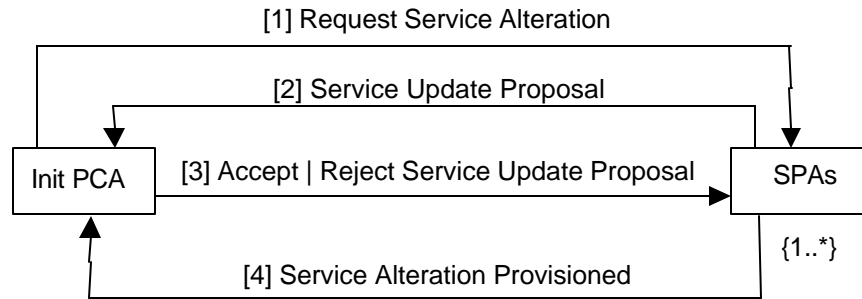 [1] Request Service Alteration
[2] Service Update Proposal
Init PCA
[3] Accept | Reject Service Update Proposal
SPAs
{1..*}
[4] Service Alteration Provisioned